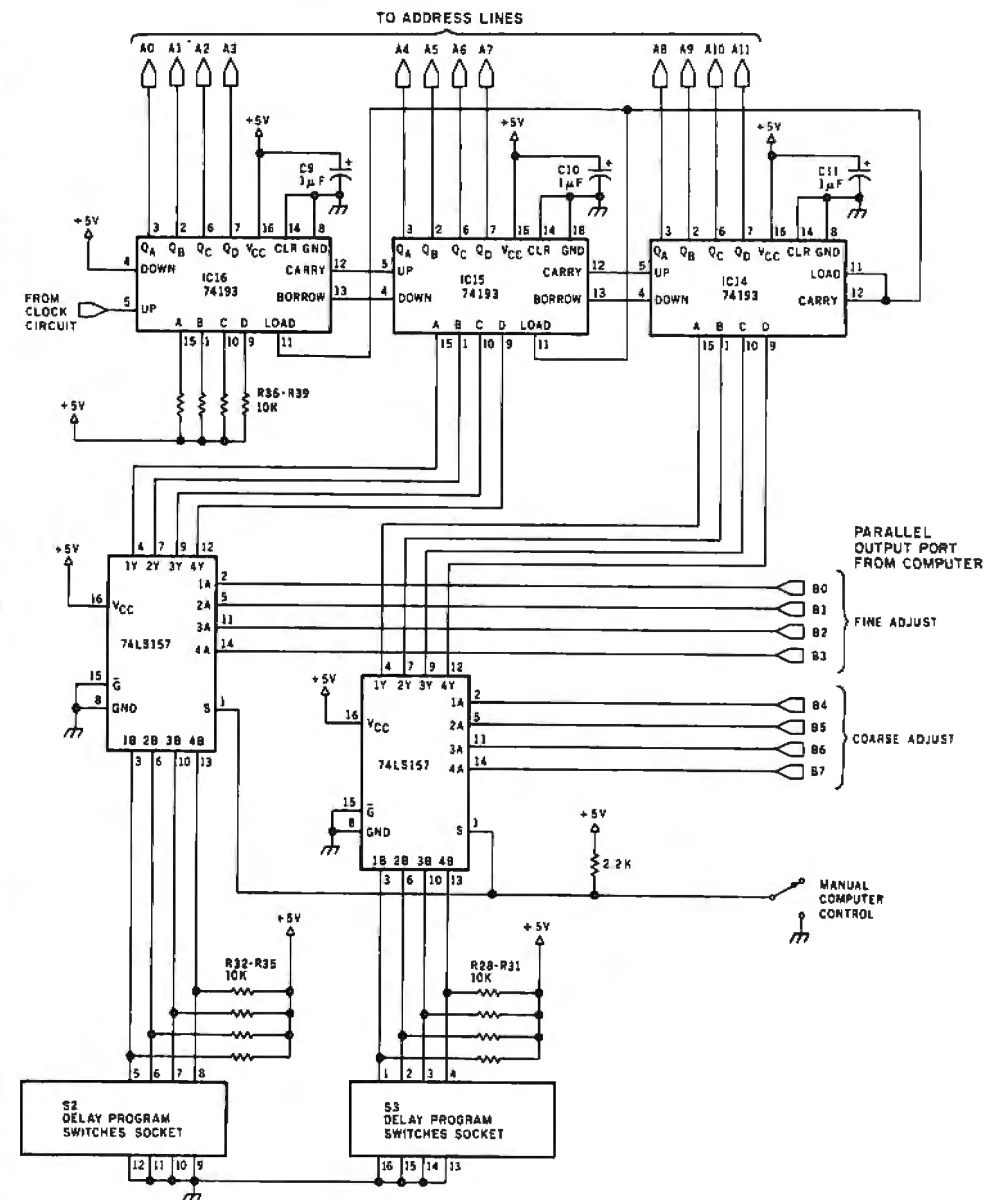 TO ADDRESS LINES
A0 A1 A2 A3 A4 A5 A6 A7 A8 A9 A10 A11
+5V +5V +5V
C9 1µF C10 1µF C11 1µF
+5V
3 2 6 7 16 14 8
QA QB QC QD VCC CLR GND
4 DOWN
IC16
74193
CARRY 12
BORROW 13
FROM
CLOCK
CIRCUIT
5 UP
A B C D LOAD
15 1 10 9 11
3 2 6 7 16 14 18
QA QB QC QD VCC CLR GND
5 UP
4 DOWN
IC15
74193
CARRY 12
BORROW 13
A B C D LOAD
15 1 10 9 11
3 2 6 7 16 14 8
QA QB QC QD VCC CLR GND
5 UP
4 DOWN
IC14
74193
LOAD 11
CARRY 12
A B C D
15 1 10 9
R36-R39
10K
+5V
+5V
4 7 9 12
1Y 2Y 3Y 4Y
16 VCC
74LS157
1A 2
2A 5
3A 11
4A 14
15 G̅
8 GND
S 1
1B 2B 3B 4B
3 6 10 13
PARALLEL
OUTPUT PORT
FROM COMPUTER
B0
B1
B2
B3
FINE ADJUST
+5V
4 7 9 12
1Y 2Y 3Y 4Y
16 VCC
74LS157
1A 2
2A 5
3A 11
4A 14
15 G̅
8 GND
S 1
1B 2B 3B 4B
3 6 10 13
B4
B5
B6
B7
COARSE ADJUST
+5V
2.2K
MANUAL
COMPUTER
CONTROL
+5V
R32-R35
10K
+5V
R28-R31
10K
5 6 7 8
S2
DELAY PROGRAM
SWITCHES SOCKET
12 11 10 9
1 2 3 4
S3
DELAY PROGRAM
SWITCHES SOCKET
16 15 14 13